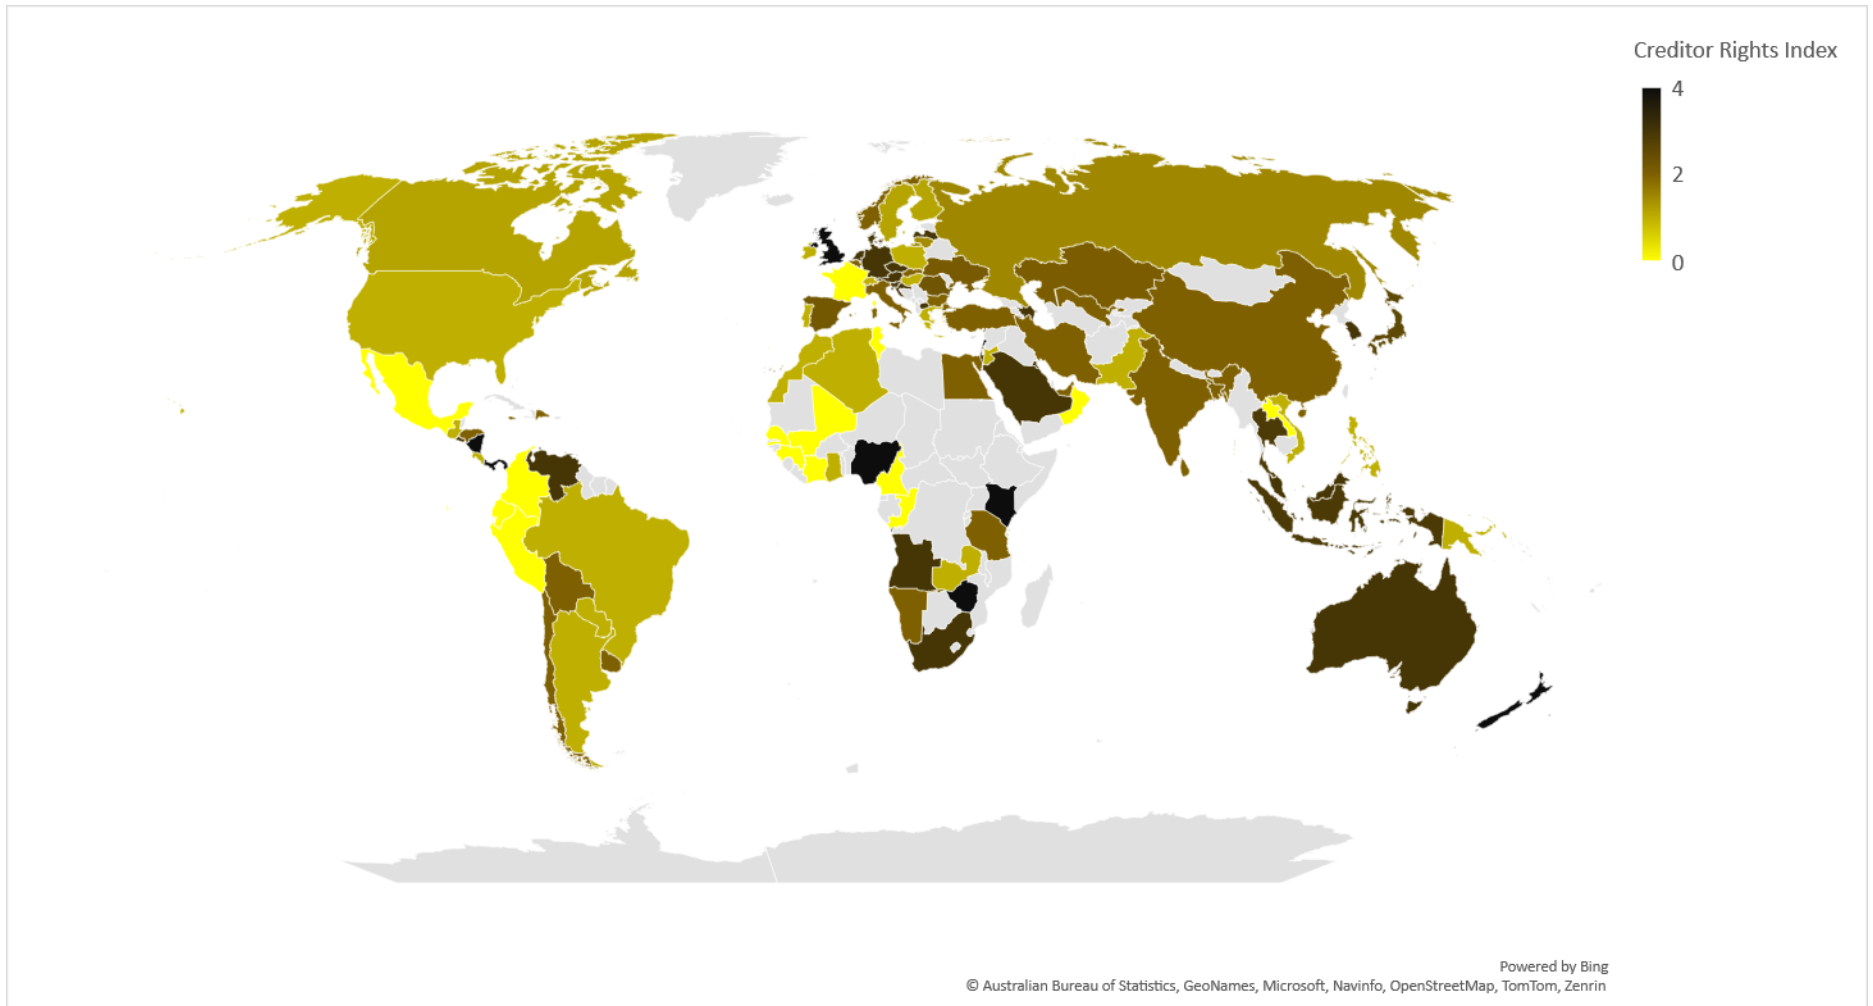 Creditor Rights Index
4
2
0
Powered by Bing
© Australian Bureau of Statistics, GeoNames, Microsoft, Navinfo, OpenStreetMap, TomTom, Zenrin